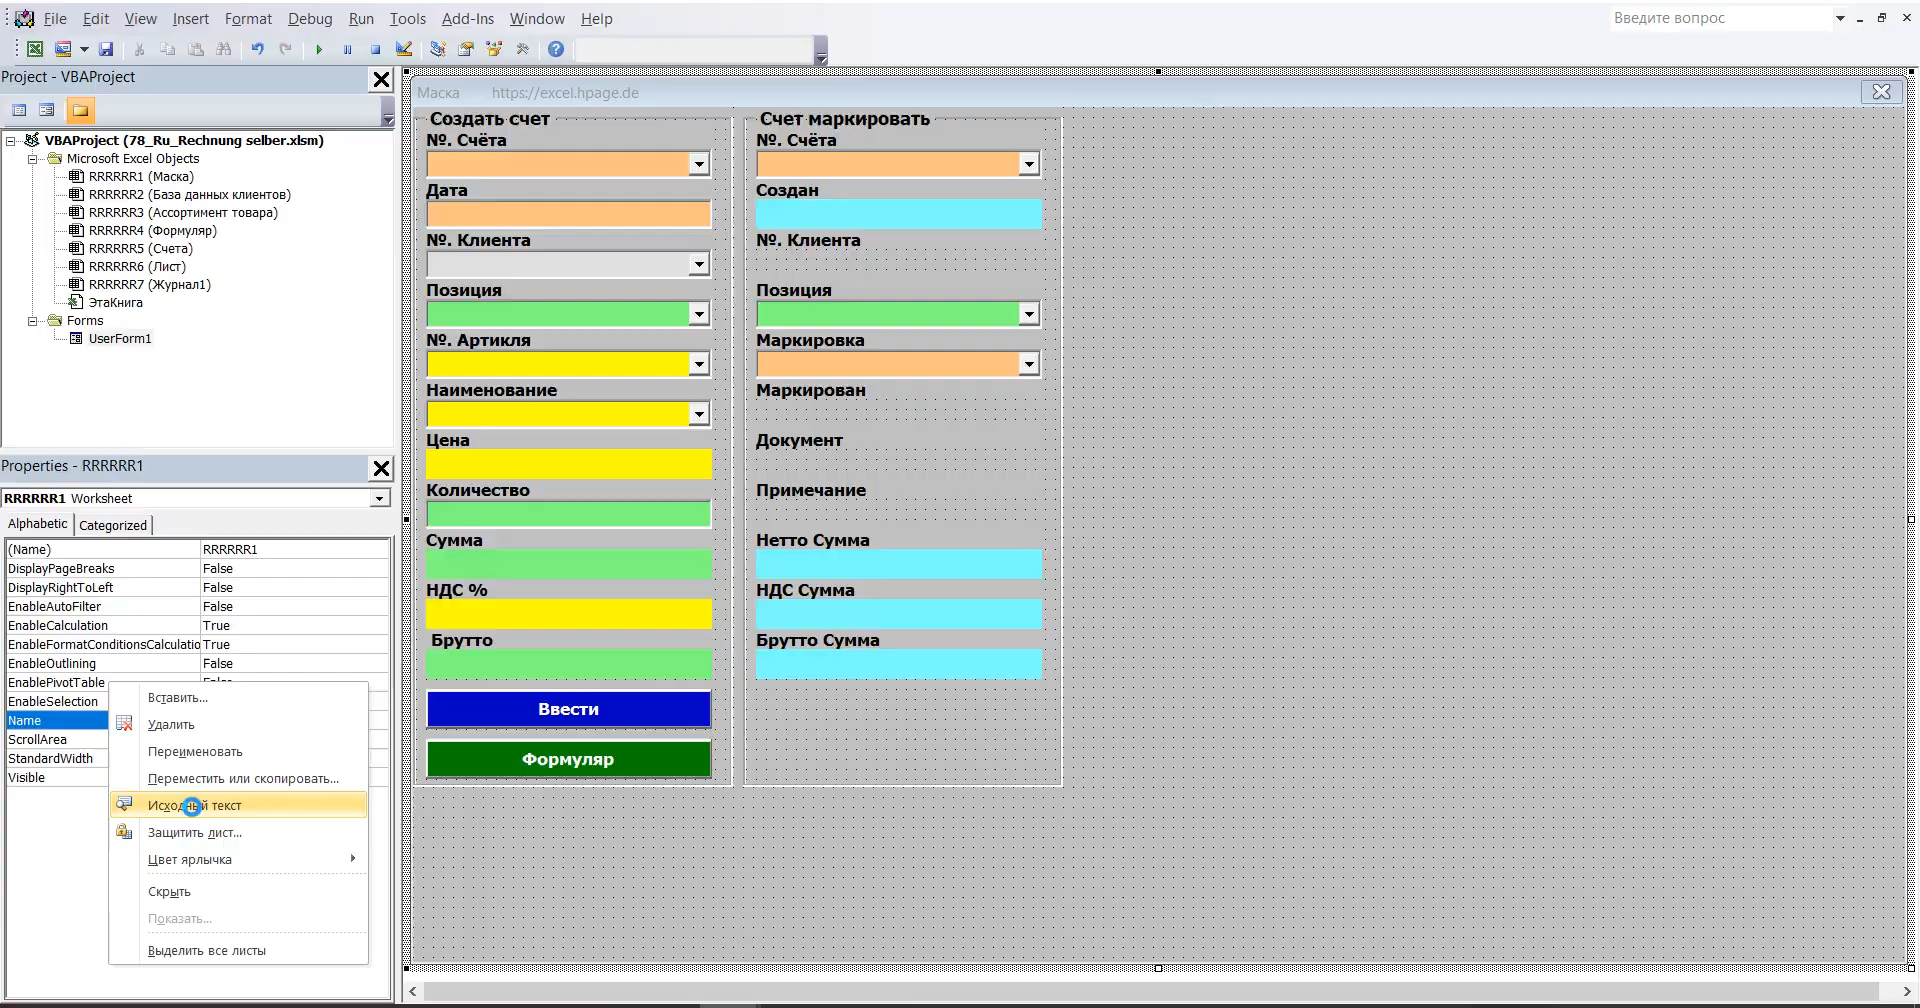 File Edit View Insert Format Debug Run Tools Add-Ins Window Help
Введите вопрос
Project - VBAProject
VBAProject (78_Ru_Rechnung selber.xlsm)
Microsoft Excel Objects
RRRRRR1 (Маска)
RRRRRR2 (База данных клиентов)
RRRRRR3 (Ассортимент товара)
RRRRRR4 (Формуляр)
RRRRRR5 (Счета)
RRRRRR6 (Лист)
RRRRRR7 (Журнал1)
ЭтаКнига
Forms
UserForm1
Properties - RRRRRR1
RRRRRR1 Worksheet
Alphabetic Categorized
(Name) RRRRRR1
DisplayPageBreaks False
DisplayRightToLeft False
EnableAutoFilter False
EnableCalculation True
EnableFormatConditionsCalculatio True
EnableOutlining False
EnablePivotTable False
EnableSelection
Name
ScrollArea
StandardWidth
Visible
Вставить...
Удалить
Переименовать
Переместить или скопировать...
Исходный текст
Защитить лист...
Цвет ярлычка
Скрыть
Показать...
Выделить все листы
Маска https://excel.hpage.de
Создать счет
№. Счёта
Дата
№. Клиента
Позиция
№. Артикля
Наименование
Цена
Количество
Сумма
НДС %
Брутто
Ввести
Формуляр
Счет маркировать
№. Счёта
Создан
№. Клиента
Позиция
Маркировка
Маркирован
Документ
Примечание
Нетто Сумма
НДС Сумма
Брутто Сумма